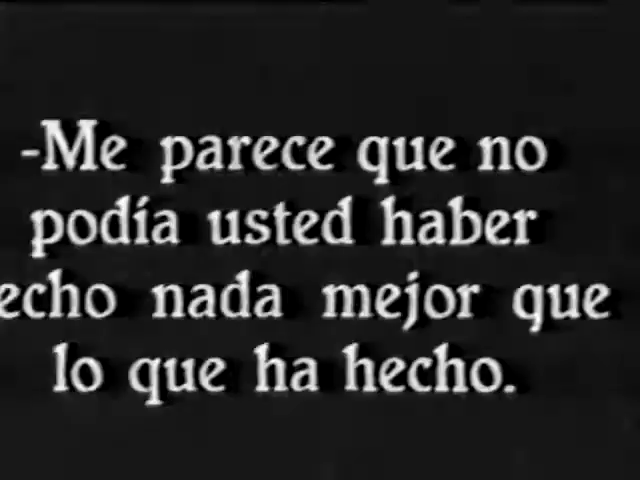 -Me parece que no
podía usted haber
echo nada mejor que
lo que ha hecho.